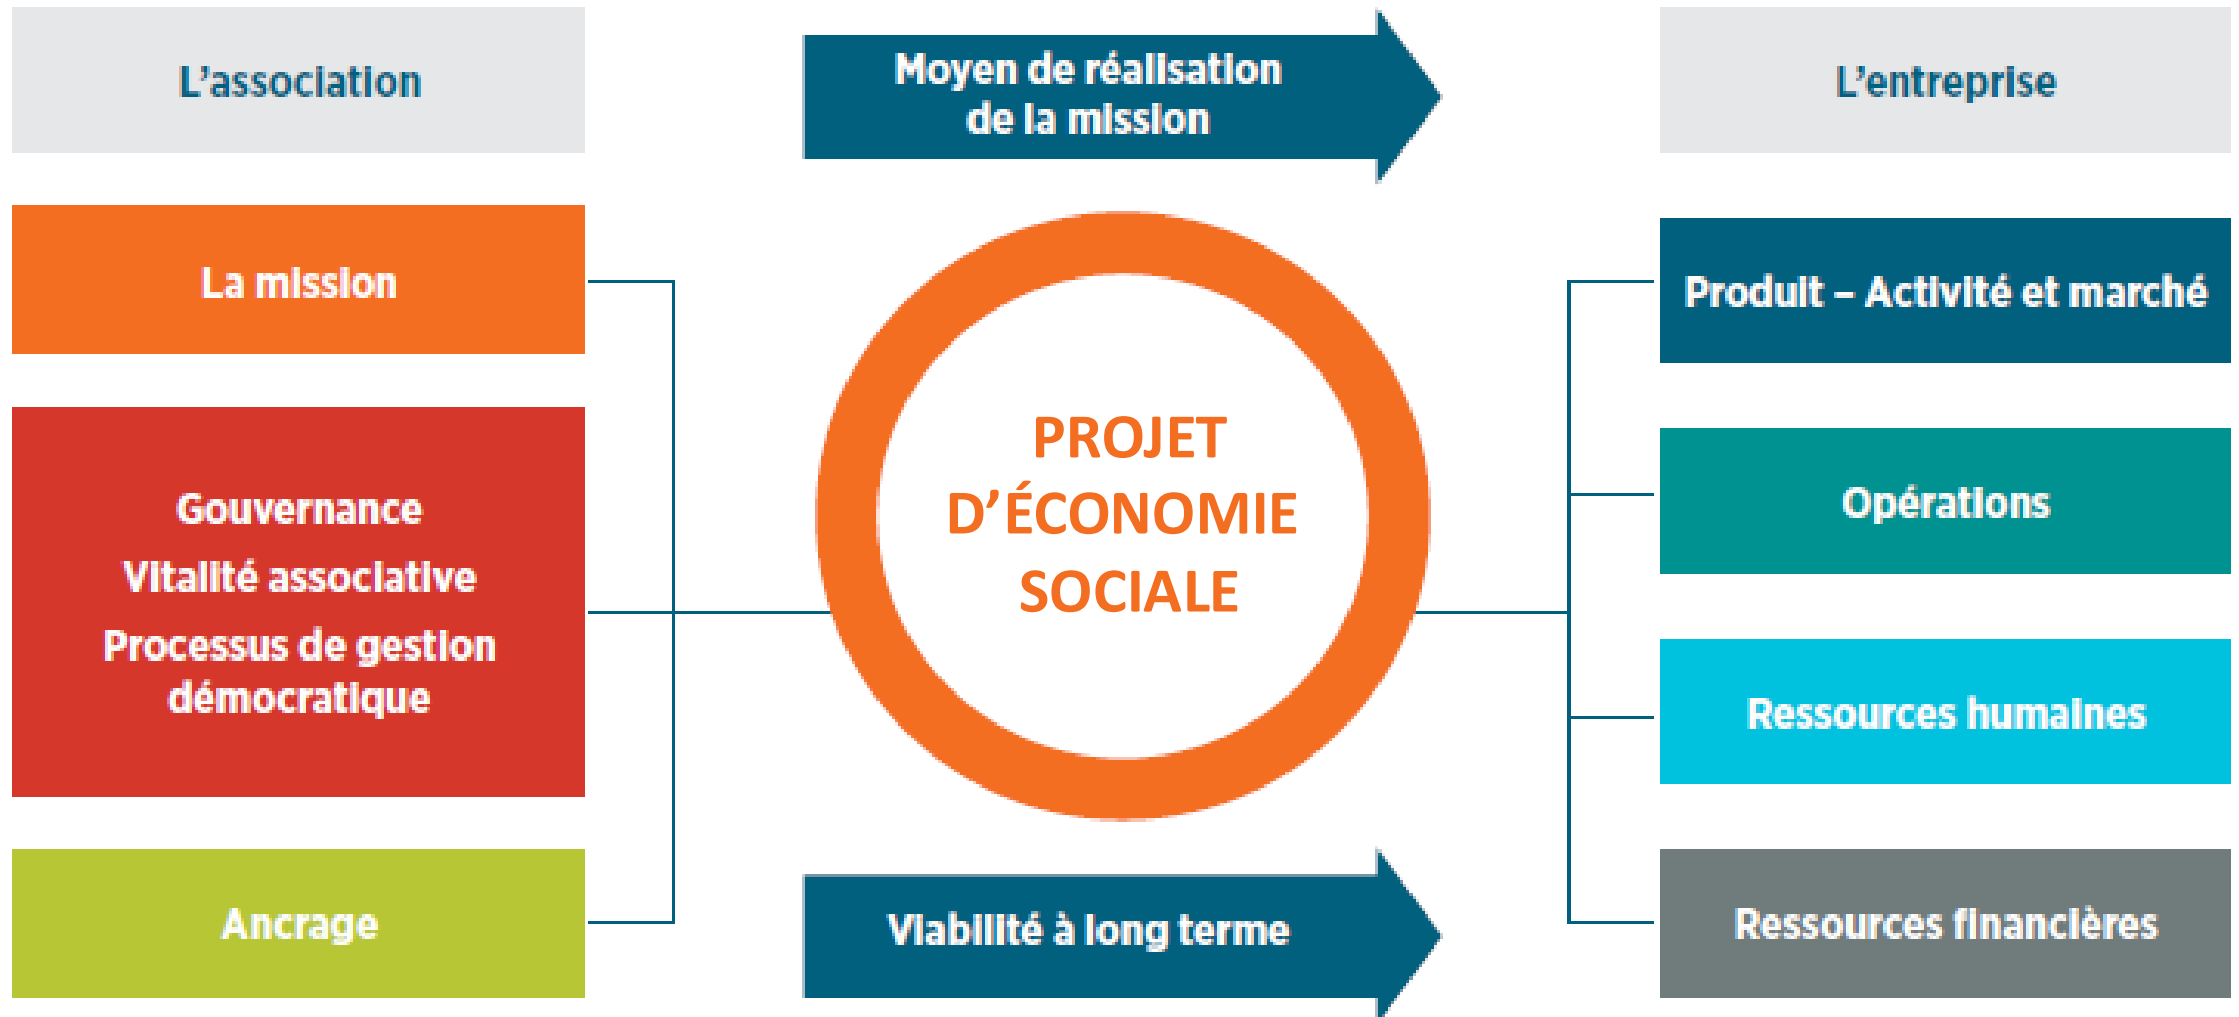 L'association
Moyen de réalisation
de la mission
L'entreprise
La mission
Gouvernance
Vitalité associative
Processus de gestion
démocratique
Ancrage
PROJET
D'ÉCONOMIE
SOCIALE
Viabilité à long terme
Produit – Activité et marché
Opérations
Ressources humaines
Ressources financières